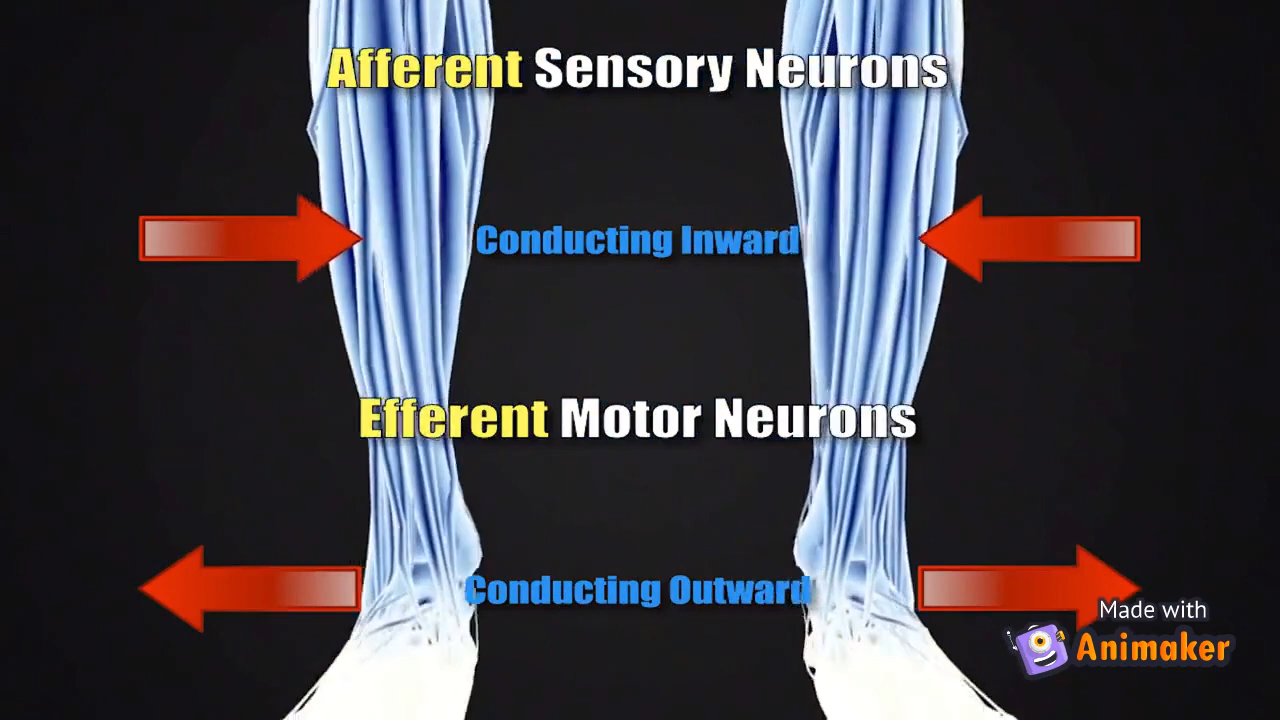 Afferent Sensory Neurons
Conducting Inward
Efferent Motor Neurons
Conducting Outward
Made with
Animaker